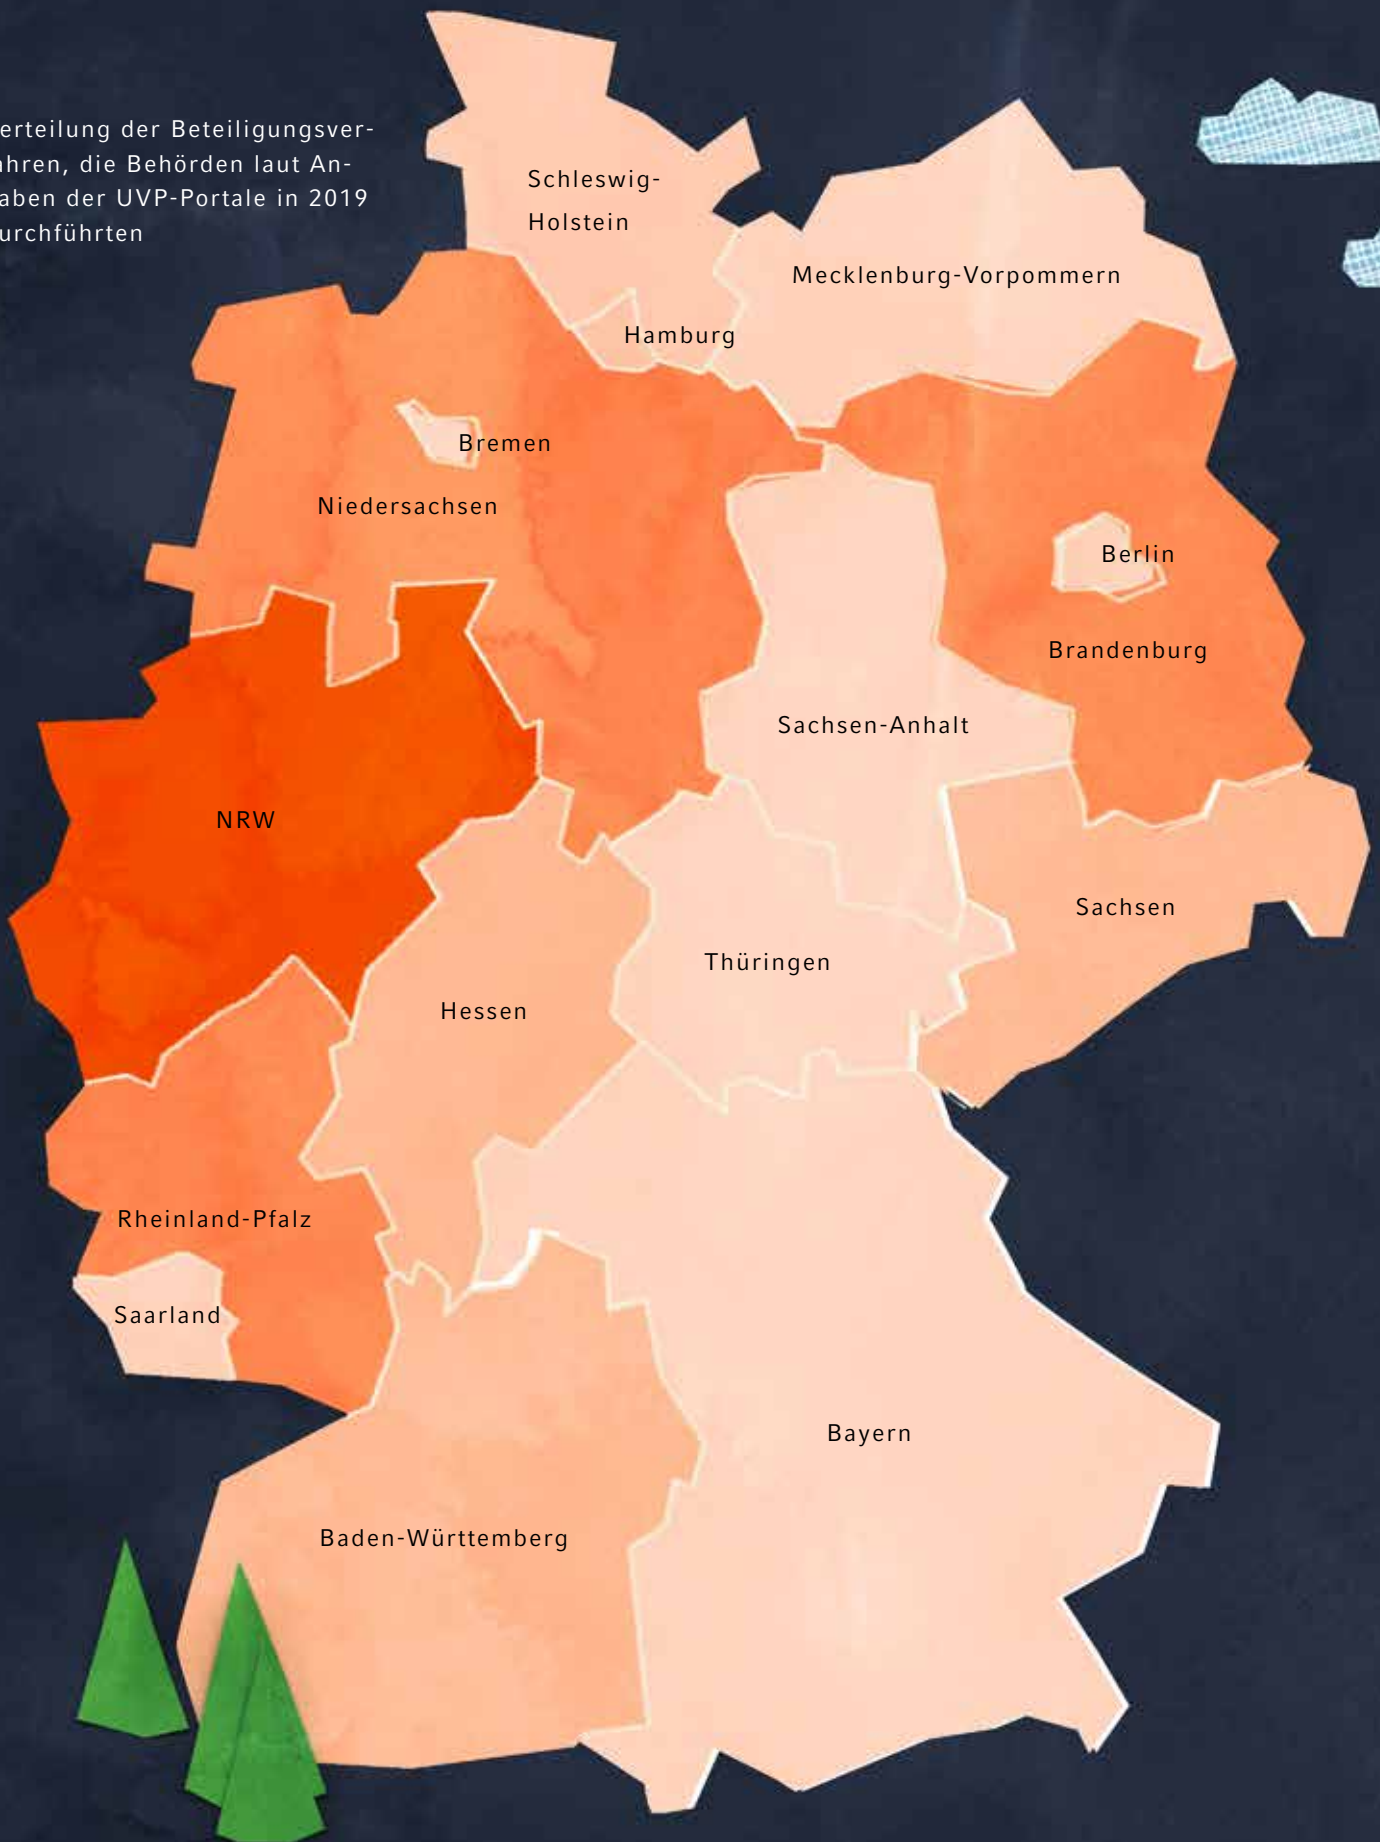 erteilung der Beteiligungsver-
ahren, die Behörden laut An-
aben der UVP-Portale in 2019
urchführten
Schleswig-
Holstein
Mecklenburg-Vorpommern
Hamburg
Bremen
Niedersachsen
Berlin
Brandenburg
Sachsen-Anhalt
NRW
Sachsen
Thüringen
Hessen
Rheinland-Pfalz
Saarland
Bayern
Baden-Württemberg